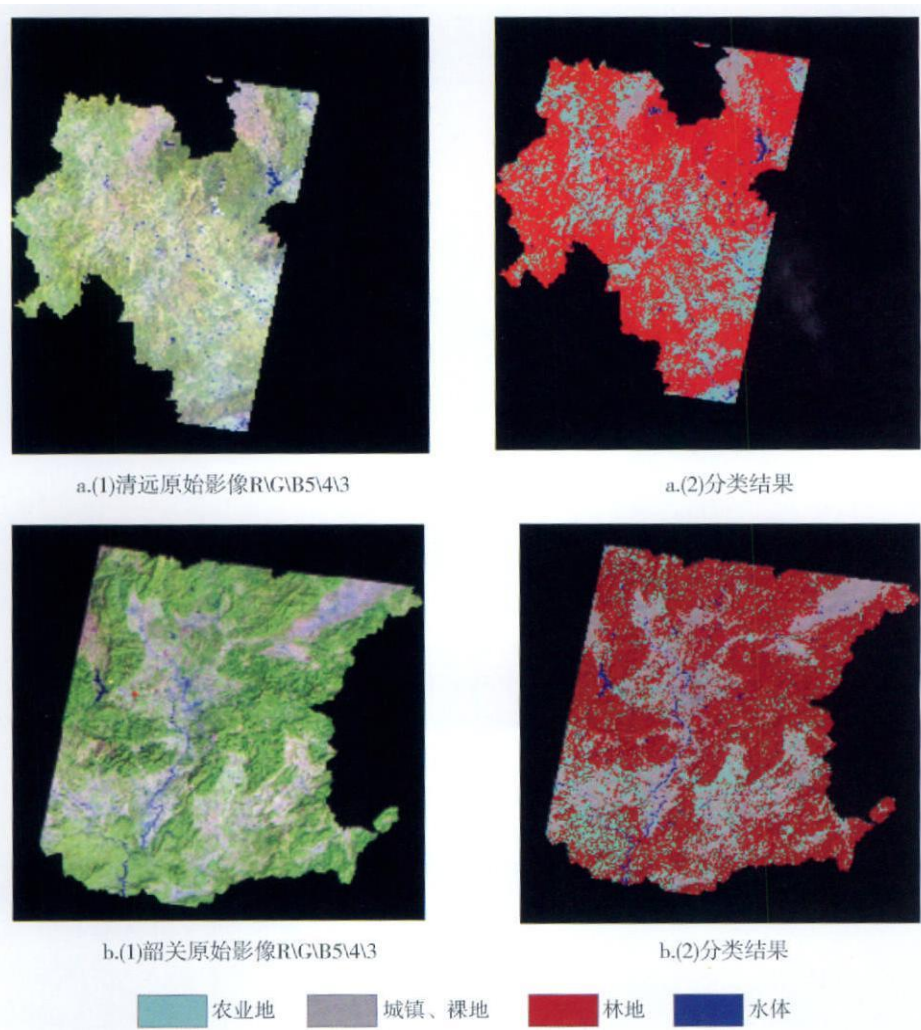 a.(1)清远原始影像R\G\B5\4\3
a.(2)分类结果
b.(1)韶关原始影像R\G\B5\4\3
b.(2)分类结果
农业地 城镇、裸地 林地 水体